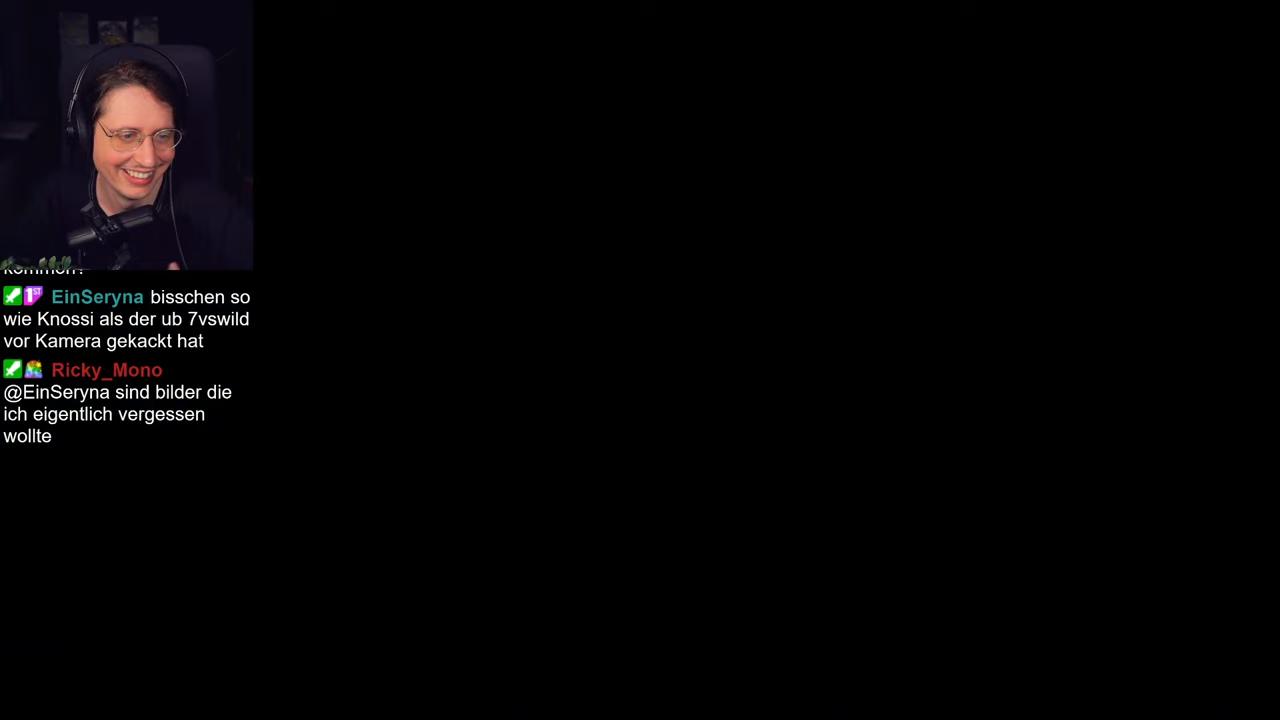 kommen?
EinSeryna bisschen so
wie Knossi als der ub 7vswild
vor Kamera gekackt hat
Ricky_Mono
@EinSeryna sind bilder die
ich eigentlich vergessen
wollte